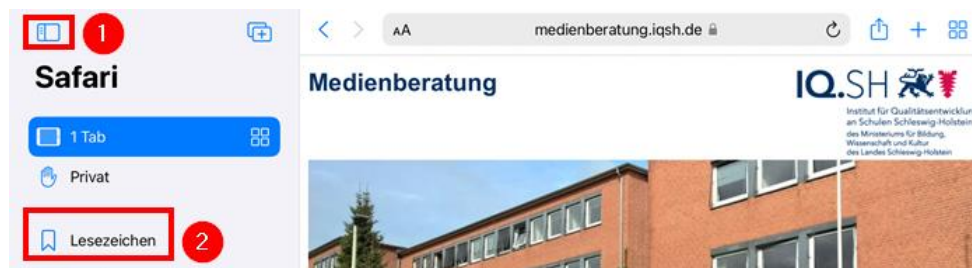 1
AA medienberatung.iqsh.de
Safari
Medienberatung
IQ.SH
Institut für Qualitätsentwicklun
an Schulen Schleswig-Holstein
des Ministeriums für Bildung,
Wissenschaft und Kultur
des Landes Schleswig-Holstein
1 Tab
Privat
Lesezeichen 2